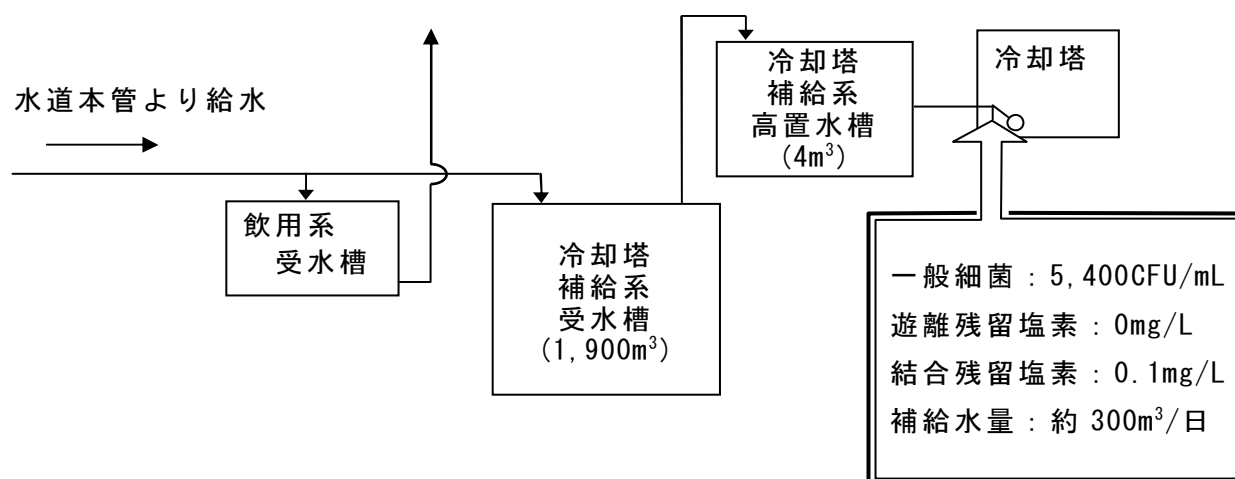 水道本管より給水
飲用系
受水槽
冷却塔
補給系
受水槽
(1,900m³)
冷却塔
補給系
高置水槽
(4m³)
冷却塔
一般細菌：5,400CFU/mL
遊離残留塩素：0mg/L
結合残留塩素：0.1mg/L
補給水量：約 300m³/日